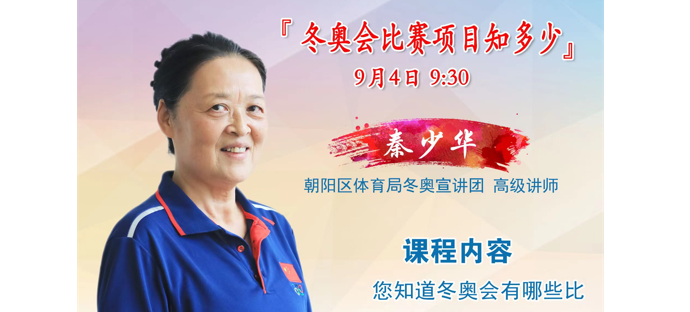 『冬奥会比赛项目知多少』
9月4日 9:30
秦少华
朝阳区体育局冬奥宣讲团 高级讲师
课程内容
您知道冬奥会有哪些比